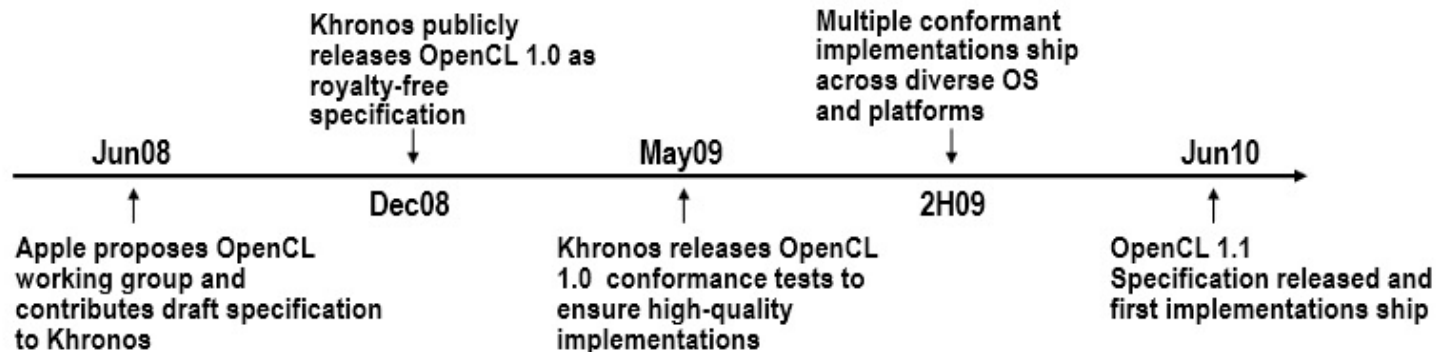 Khronos publicly
releases OpenCL 1.0 as
royalty-free
specification
Multiple conformant
implementations ship
across diverse OS
and platforms
Jun08
May09
Jun10
Dec08
2H09
Apple proposes OpenCL
working group and
contributes draft specification
to Khronos
Khronos releases OpenCL
1.0  conformance tests to
ensure high-quality
implementations
OpenCL 1.1
Specification released and
first implementations ship